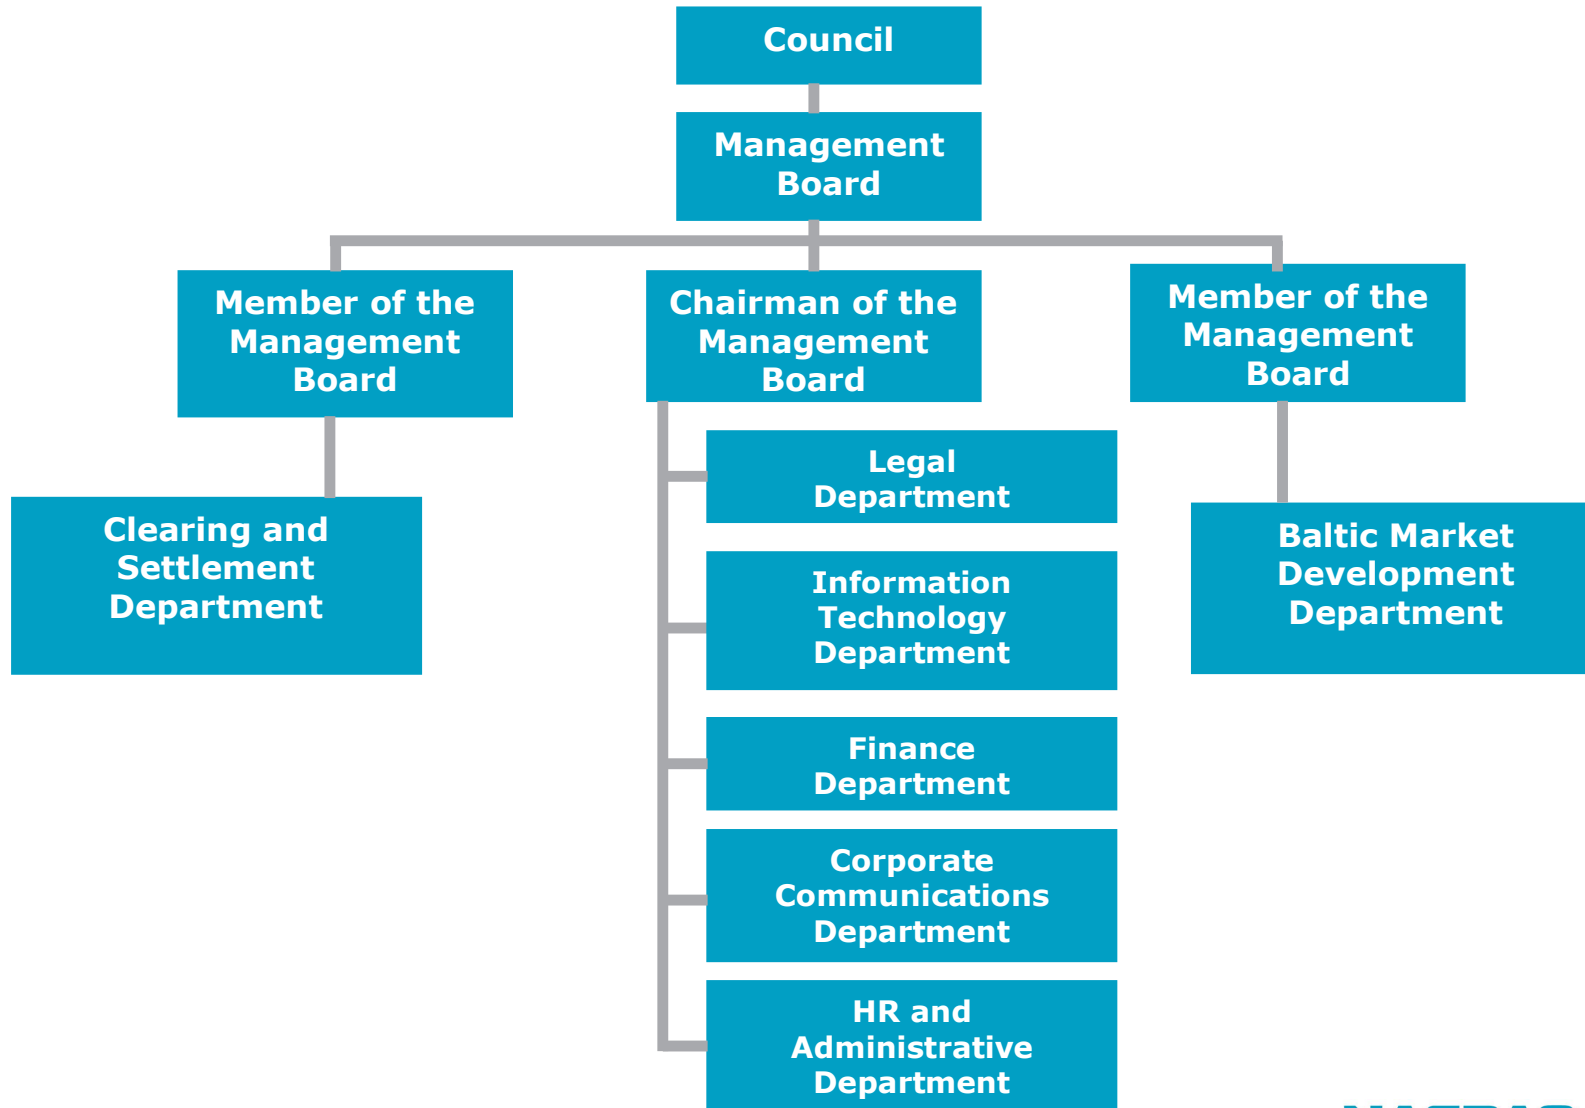 Council
Management
Board
Member of the
Management
Board
Chairman of the
Management
Board
Member of the
Management
Board
Legal
Department
Clearing and
Settlement
Department
Baltic Market
Development
Department
Information
Technology
Department
Finance
Department
Corporate
Communications
Department
HR and
Administrative
Department